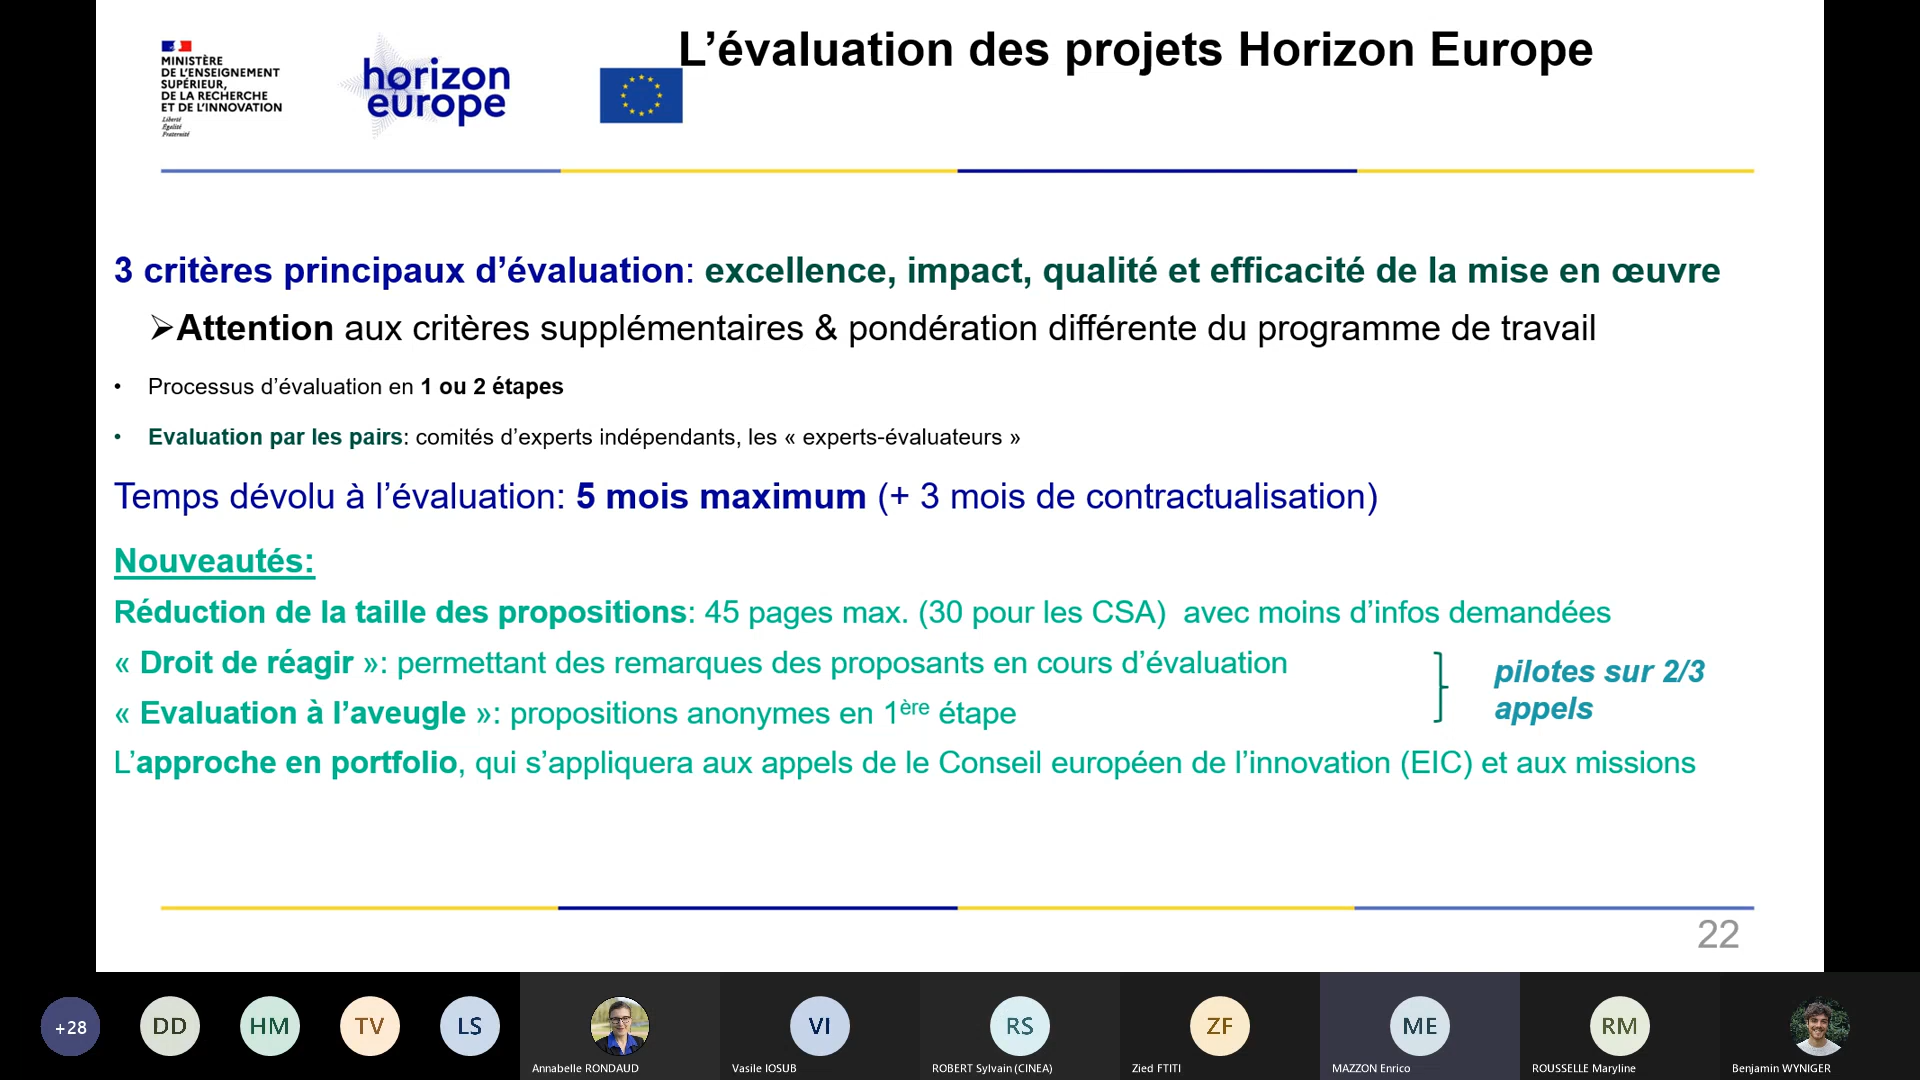 L’évaluation des projets Horizon Europe
MINISTÈRE
DE L’ENSEIGNEMENT
SUPÉRIEUR,
DE LA RECHERCHE
ET DE L’INNOVATION
Liberté
Égalité
Fraternité
horizon
europe
3 critères principaux d’évaluation: excellence, impact, qualité et efficacité de la mise en œuvre
➢Attention aux critères supplémentaires & pondération différente du programme de travail
• Processus d’évaluation en 1 ou 2 étapes
• Evaluation par les pairs: comités d’experts indépendants, les « experts-évaluateurs »
Temps dévolu à l’évaluation: 5 mois maximum (+ 3 mois de contractualisation)
Nouveautés:
Réduction de la taille des propositions: 45 pages max. (30 pour les CSA) avec moins d’infos demandées
« Droit de réagir »: permettant des remarques des proposants en cours d’évaluation
« Evaluation à l’aveugle »: propositions anonymes en 1ère étape
pilotes sur 2/3
appels
L’approche en portfolio, qui s’appliquera aux appels de le Conseil européen de l’innovation (EIC) et aux missions
22
+28
DD
HM
TV
LS
Annabelle RONDAUD
VI
Vasile IOSUB
RS
ROBERT Sylvain (CINEA)
ZF
Zied FTITI
ME
MAZZON Enrico
RM
ROUSSELLE Maryline
Benjamin WYNIGER